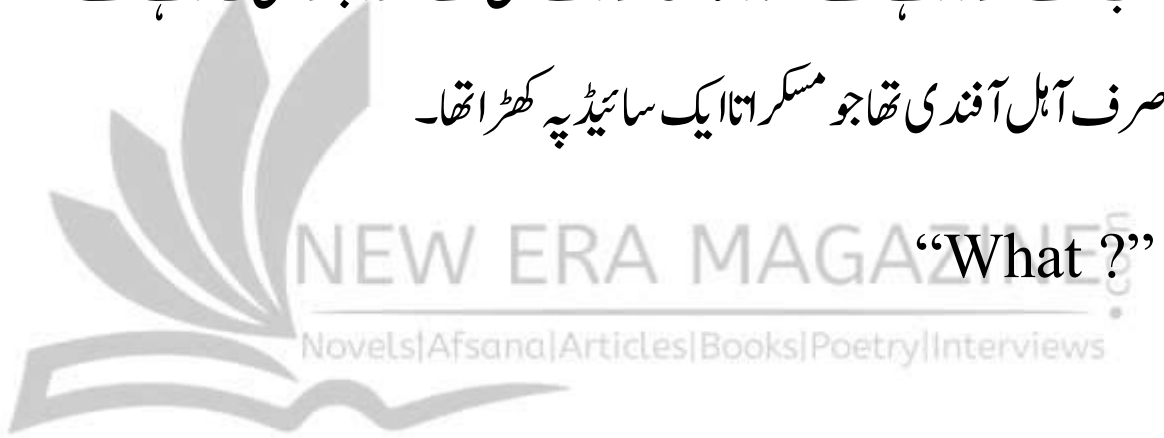 صرف آہل آفندی تھا جو مسکراتا ایک سائیڈ پہ کھڑا تھا۔
“What ?”
NEW ERA MAGAZINE
.com
Novels|Afsana|Articles|Books|Poetry|Interviews